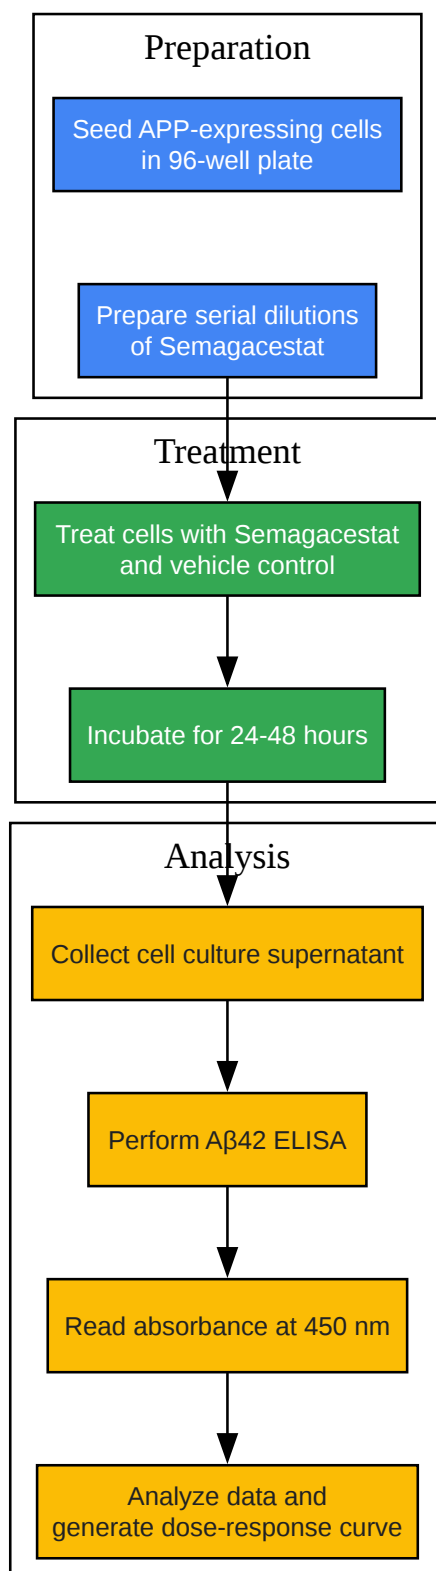 Preparation
Seed APP-expressing cells
in 96-well plate
Prepare serial dilutions
of Semagacestat
Treatment
Treat cells with Semagacestat
and vehicle control
Incubate for 24-48 hours
Analysis
Collect cell culture supernatant
Perform Aβ42 ELISA
Read absorbance at 450 nm
Analyze data and
generate dose-response curve